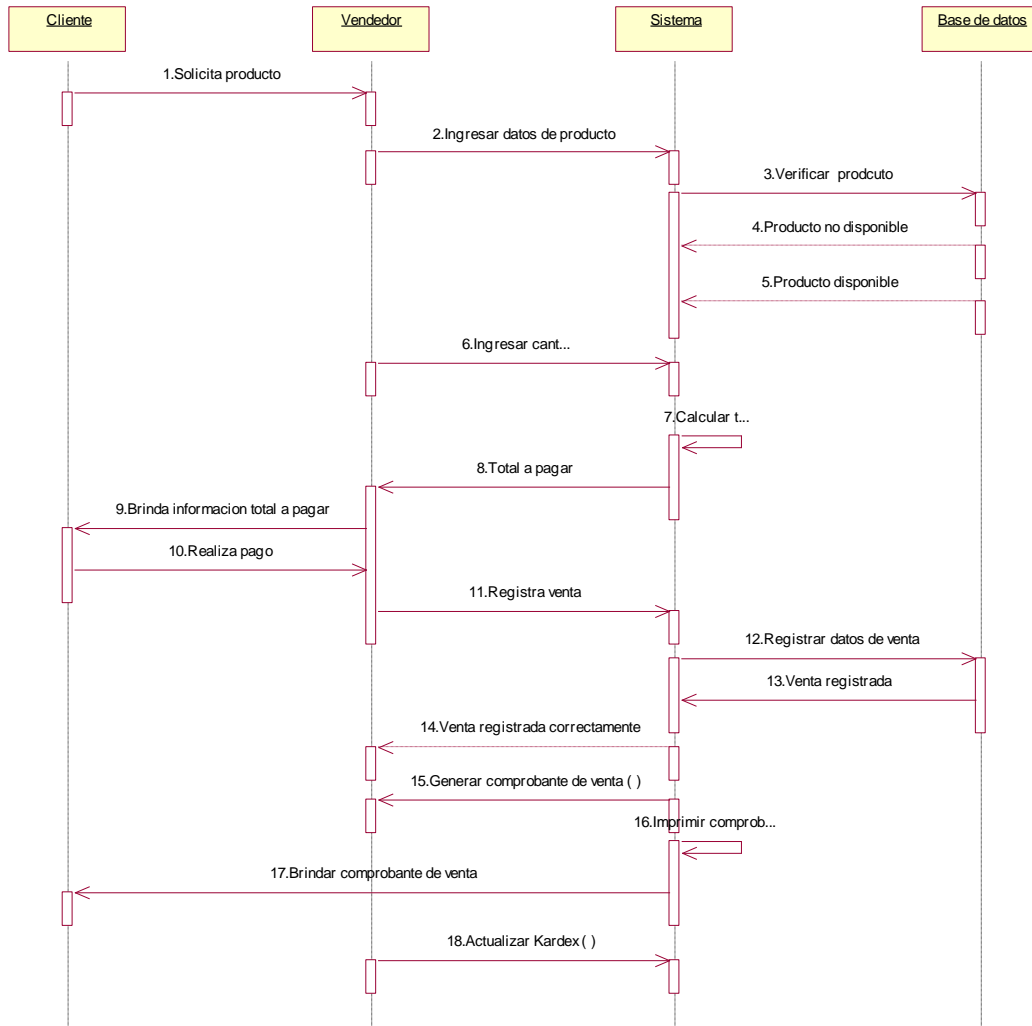 Cliente
Vendedor
Sistema
Base de datos
1.Solicita producto
2.Ingresar datos de producto
3.Verificar prodcuto
4.Producto no disponible
5.Producto disponible
6.Ingresar cant...
7.Calcular t...
8.Total a pagar
9.Brinda informacion total a pagar
10.Realiza pago
11.Registra venta
12.Registrar datos de venta
13.Venta registrada
14.Venta registrada correctamente
15.Generar comprobante de venta ( )
16.Imprimir comprob...
17.Brindar comprobante de venta
18.Actualizar Kardex ( )